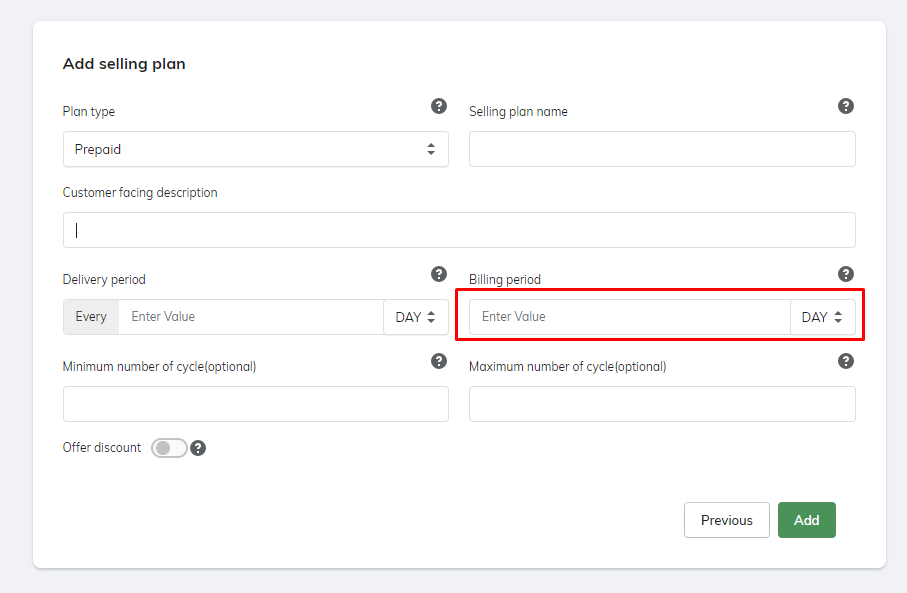 Add selling plan
Plan type ?
Selling plan name ?
Prepaid
Customer facing description
Delivery period ?
Billing period ?
Every Enter Value DAY
Enter Value DAY
Minimum number of cycle(optional) ?
Maximum number of cycle(optional) ?
Offer discount ?
Previous Add